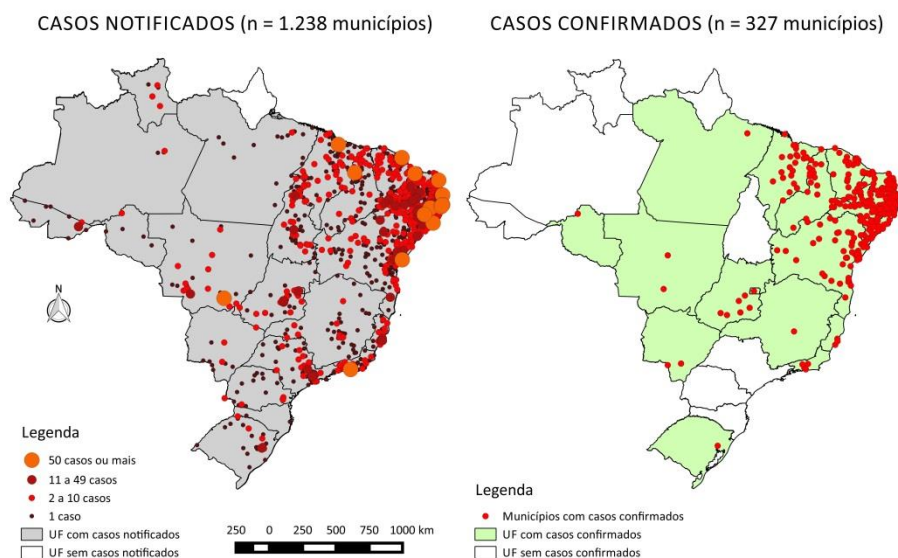 CASOS NOTIFICADOS (n = 1.238 municípios)
N
Legenda
50 casos ou mais
11 a 49 casos
2 a 10 casos
1 caso
UF com casos notificados
UF sem casos notificados
250 0 250 500 750 1000 km
CASOS CONFIRMADOS (n = 327 municípios)
Legenda
Municípios com casos confirmados
UF com casos confirmados
UF sem casos confirmados